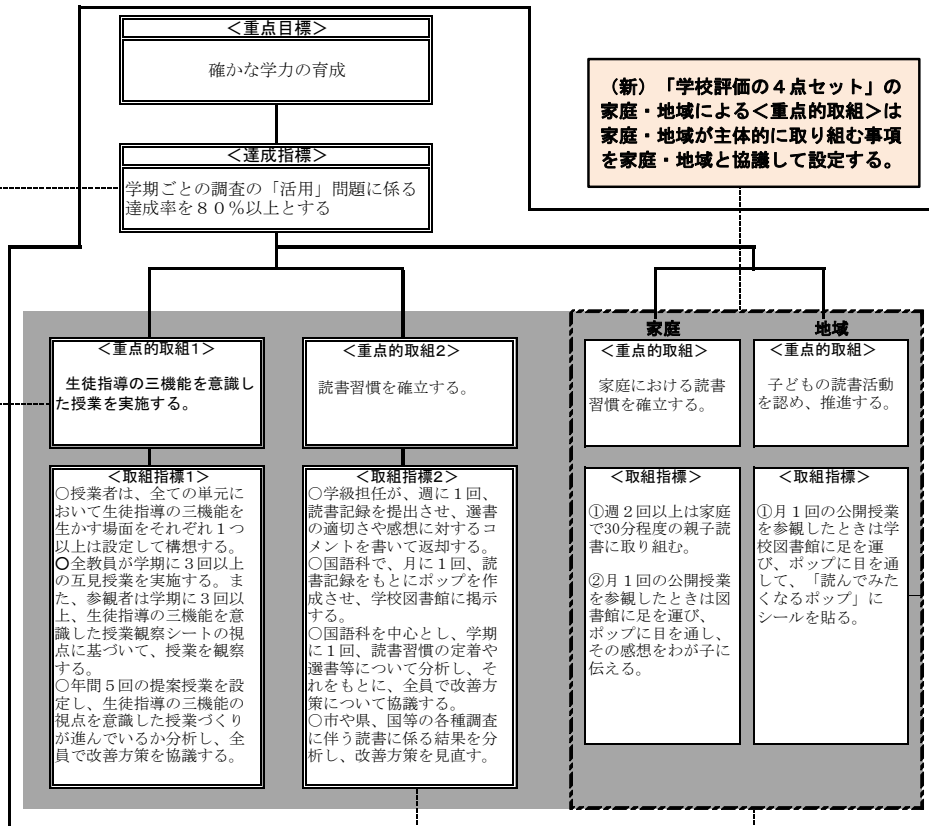 ＜重点目標＞
確かな学力の育成
（新）「学校評価の４点セット」の
家庭・地域による＜重点的取組＞は
家庭・地域が主体的に取り組む事項
を家庭・地域と協議して設定する。
＜達成指標＞
学期ごとの調査の「活用」問題に係る
達成率を８０％以上とする
＜重点的取組1＞
生徒指導の三機能を意識し
た授業を実施する。
＜取組指標1＞
○授業者は、全ての単元に
おいて生徒指導の三機能を
生かす場面をそれぞれ１つ
以上は設定して構想する。
○全教員が学期に３回以上
の互見授業を実施する。ま
た、参観者は学期に３回以
上、生徒指導の三機能を意
識した授業観察シートの視
点に基づいて、授業を観察
する。
○年間５回の提案授業を設
定し、生徒指導の三機能の
視点を意識した授業づくり
が進んでいるか分析し、全
員で改善方策を協議する。
＜重点的取組2＞
読書習慣を確立する。
＜取組指標2＞
○学級担任が、週に１回、
読書記録を提出させ、選書
の適切さや感想に対するコ
メントを書いて返却する。
○国語科で、月に１回、読
書記録をもとにポップを作
成させ、学校図書館に掲示
する。
○国語科を中心とし、学期
に１回、読書習慣の定着や
選書等について分析し、そ
れをもとに、全員で改善方
策について協議する。
○市や県、国等の各種調査
に伴う読書に係る結果を分
析し、改善方策を見直す。
家庭
＜重点的取組＞
家庭における読書
習慣を確立する。
＜取組指標＞
①週２回以上は家庭
で30分程度の親子読
書に取り組む。
②月１回の公開授業
を参観したときは図
書館に足を運び、
ポップに目を通し、
その感想をわが子に
伝える。
地域
＜重点的取組＞
子どもの読書活動
を認め、推進する。
＜取組指標＞
①月１回の公開授業
を参観したときは学
校図書館に足を運
び、ポップに目を通
して、「読んでみた
くなるポップ」に
シールを貼る。